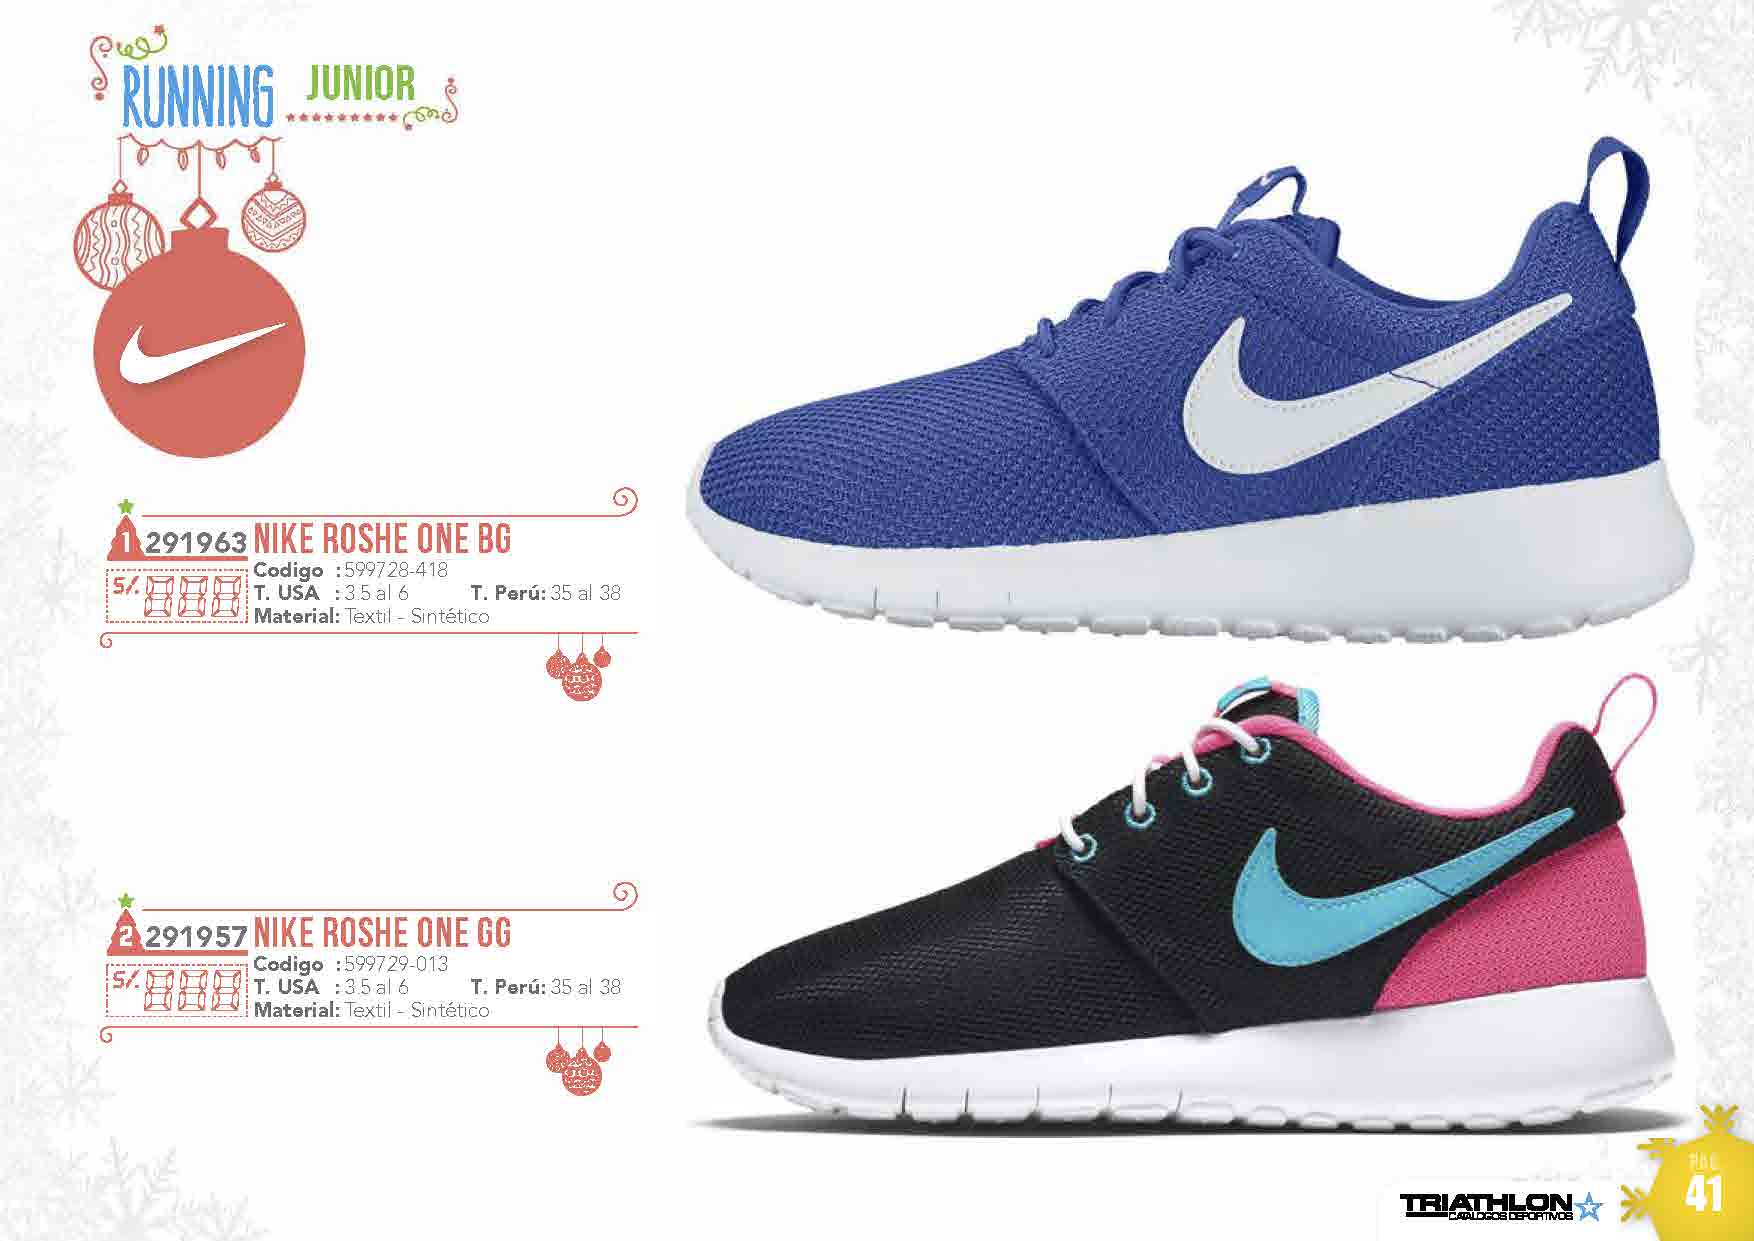 RUNNING JUNIOR
1 291963 NIKE ROSHE ONE BG
Codigo : 599728-418
S/. 888 T. USA : 3.5 al 6 T. Perú: 35 al 38
Material: Textil - Sintético
2 291957 NIKE ROSHE ONE GG
Codigo : 599729-013
S/. 888 T. USA : 3.5 al 6 T. Perú: 35 al 38
Material: Textil - Sintético
PAG.
41
TRIATHLON
CATALOGOS DEPORTIVOS